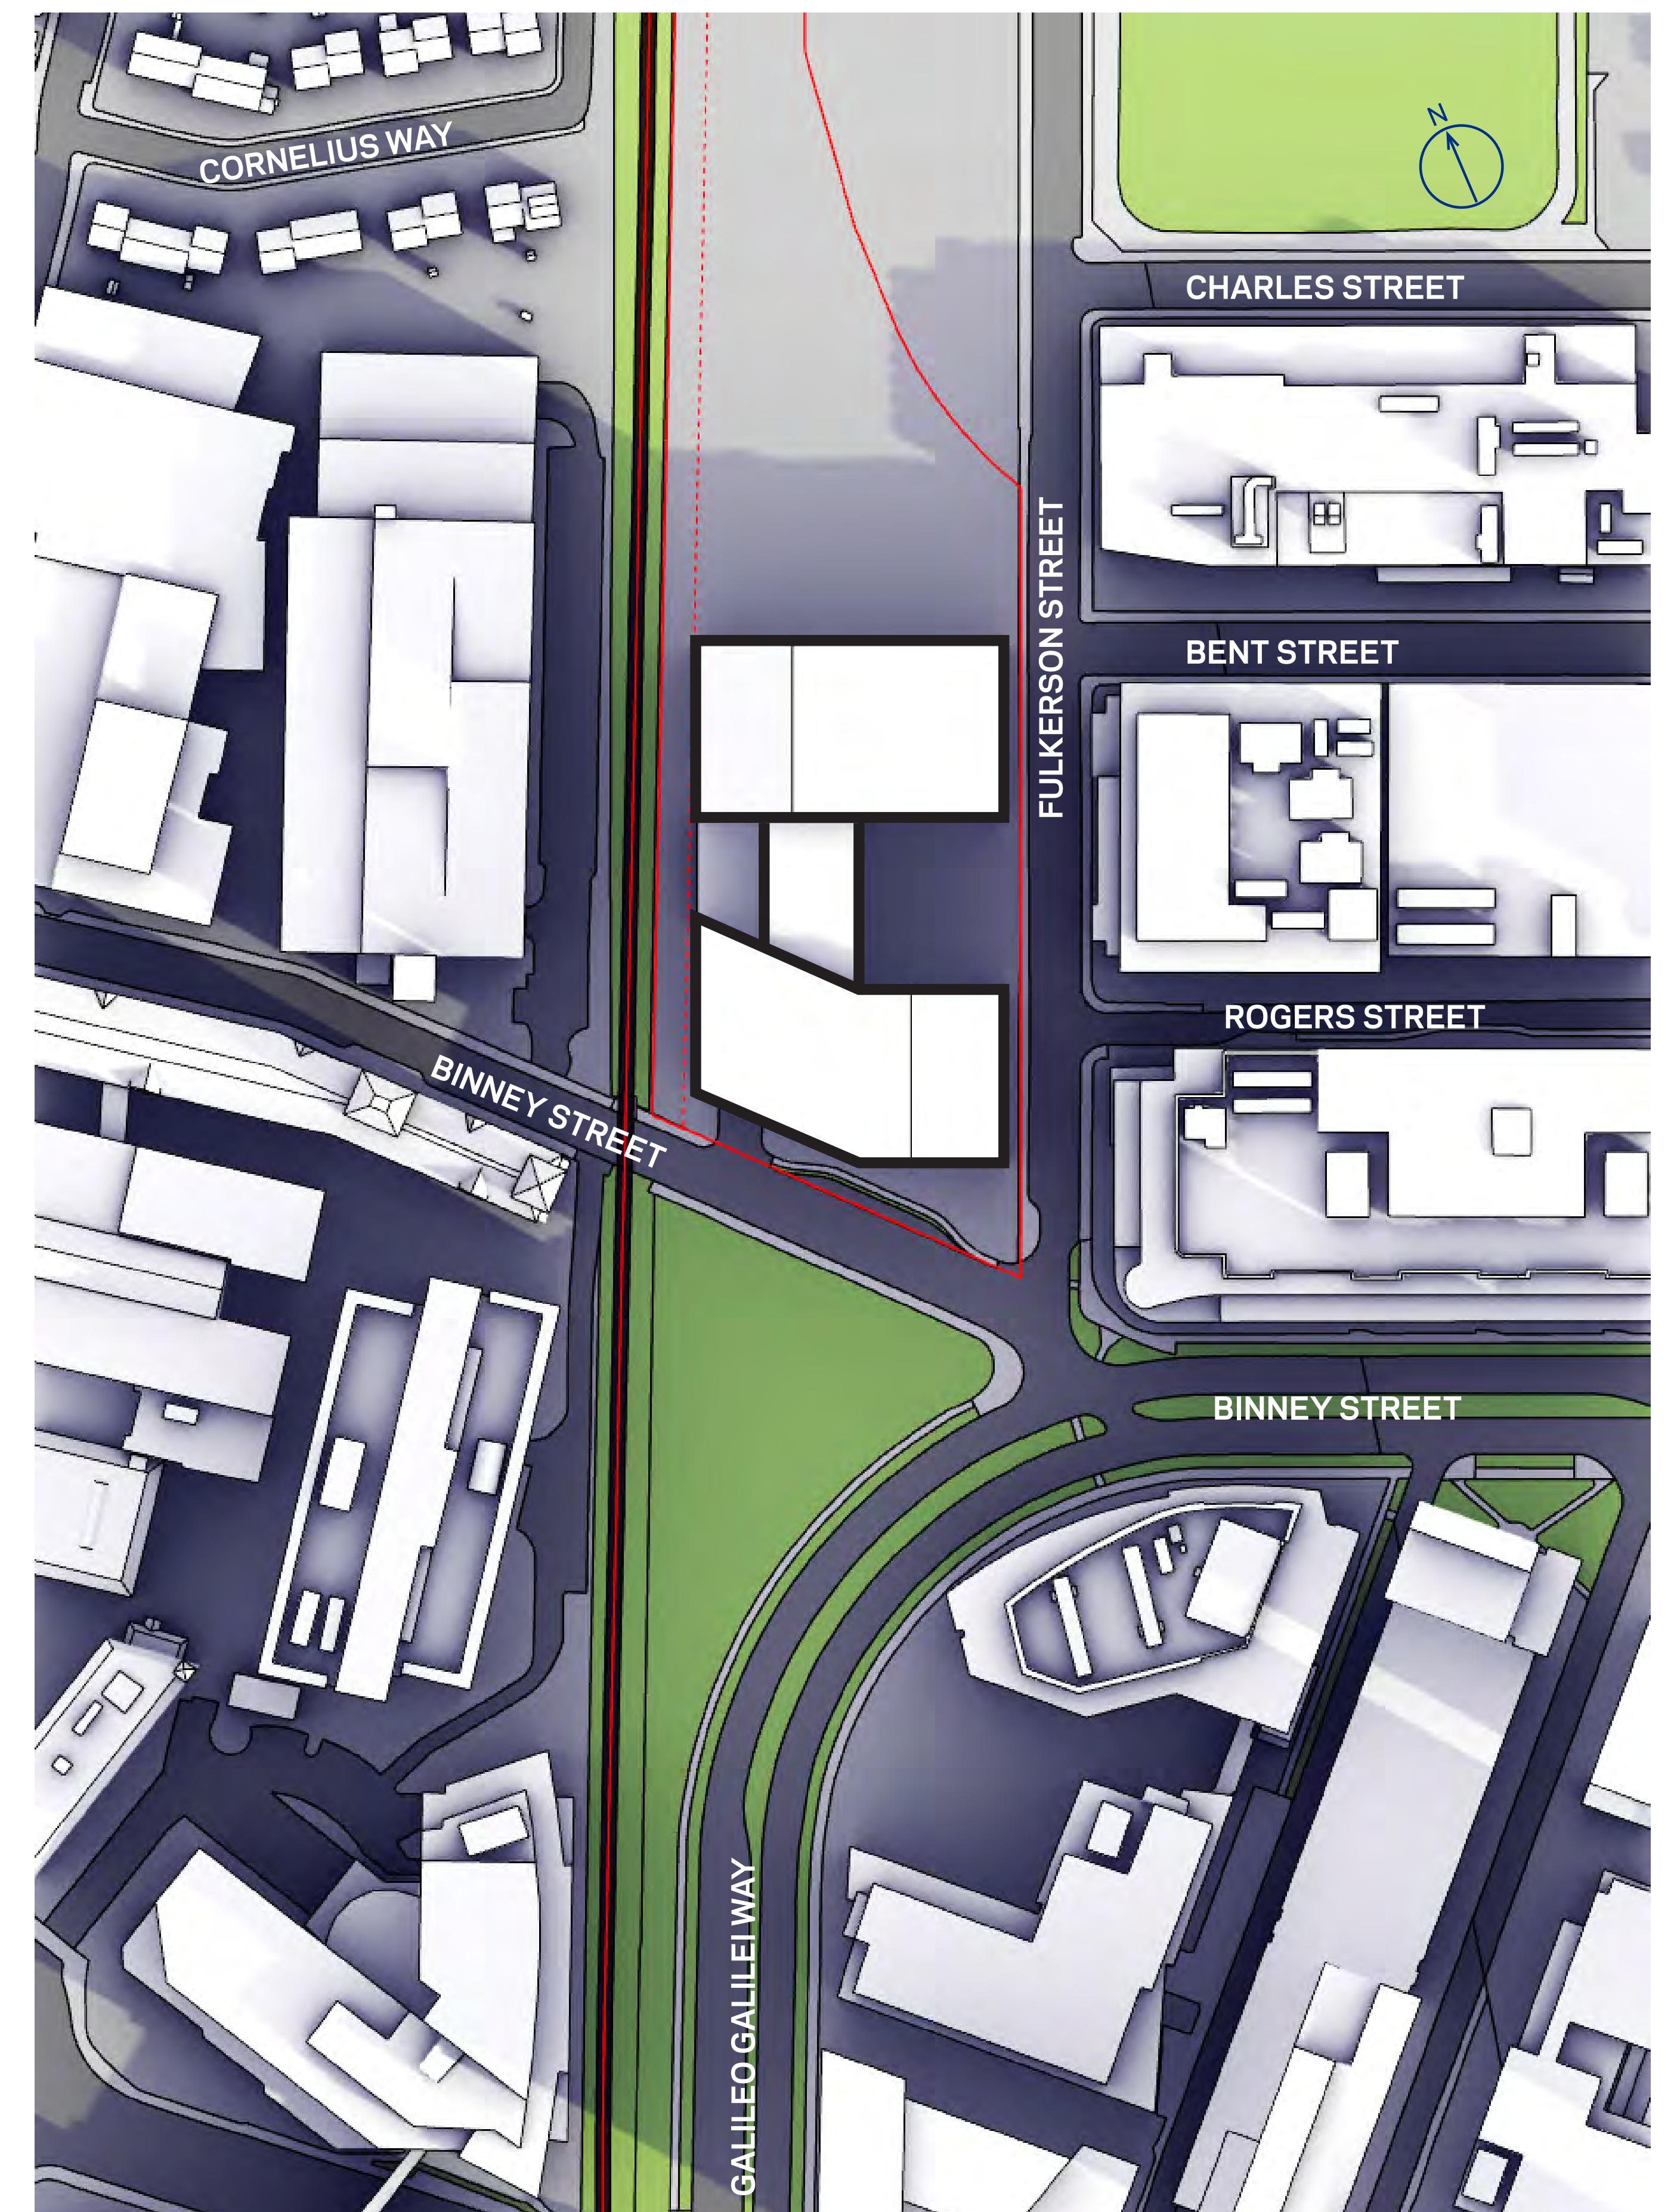 N
CORNELIUS WAY
CHARLES STREET
FULKERSON STREET
BENT STREET
ROGERS STREET
BINNEY STREET
BINNEY STREET
GALILEO GALILEI WAY